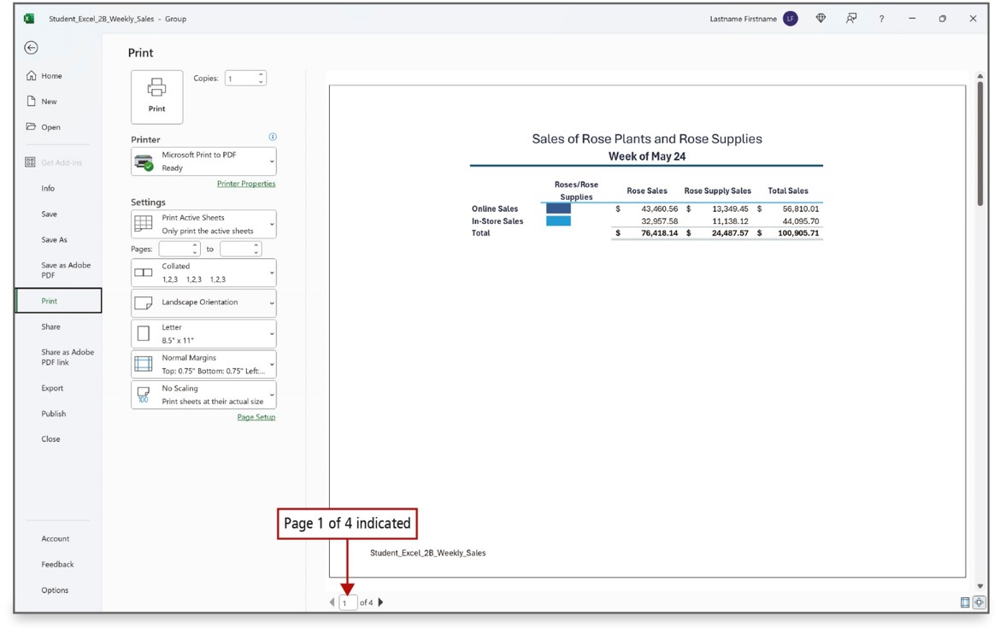 Student_Excel_2B_Weekly_Sales - Group
Lastname Firstname LF ?
Home
New
Open
Get Add-ins
Info
Save
Save As
Save as Adobe
PDF
Print
Share
Share as Adobe
PDF link
Export
Publish
Close
Account
Feedback
Options
Print
Print
Copies: 1
Printer
Microsoft Print to PDF
Ready
Printer Properties
Settings
Print Active Sheets
Only print the active sheets
Pages: to
Collated
1,2,3 1,2,3 1,2,3
Landscape Orientation
Letter
8.5" x 11"
Normal Margins
Top: 0.75" Bottom: 0.75" Left:...
No Scaling
Print sheets at their actual size
100
Page Setup
Sales of Rose Plants and Rose Supplies
Week of May 24
Roses/Rose
Supplies
Rose Sales Rose Supply Sales Total Sales
Online Sales $ 43,460.56 $ 13,349.45 $ 56,810.01
In-Store Sales 32,957.58 11,138.12 44,095.70
Total $ 76,418.14 $ 24,487.57 $ 100,905.71
Page 1 of 4 indicated
Student_Excel_2B_Weekly_Sales
1 of 4